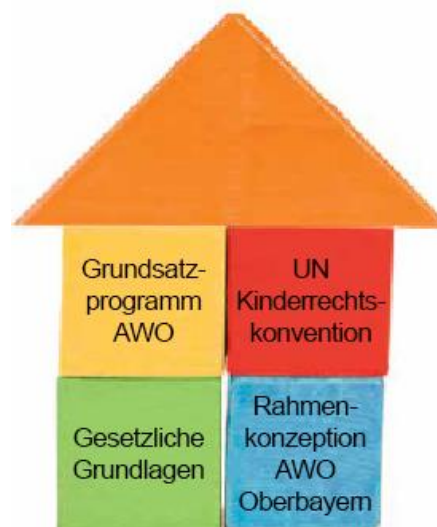 Grundsatz-
programm
AWO
UN
Kinderrechts-
konvention
Gesetzliche
Grundlagen
Rahmen-
konzeption
AWO
Oberbayern